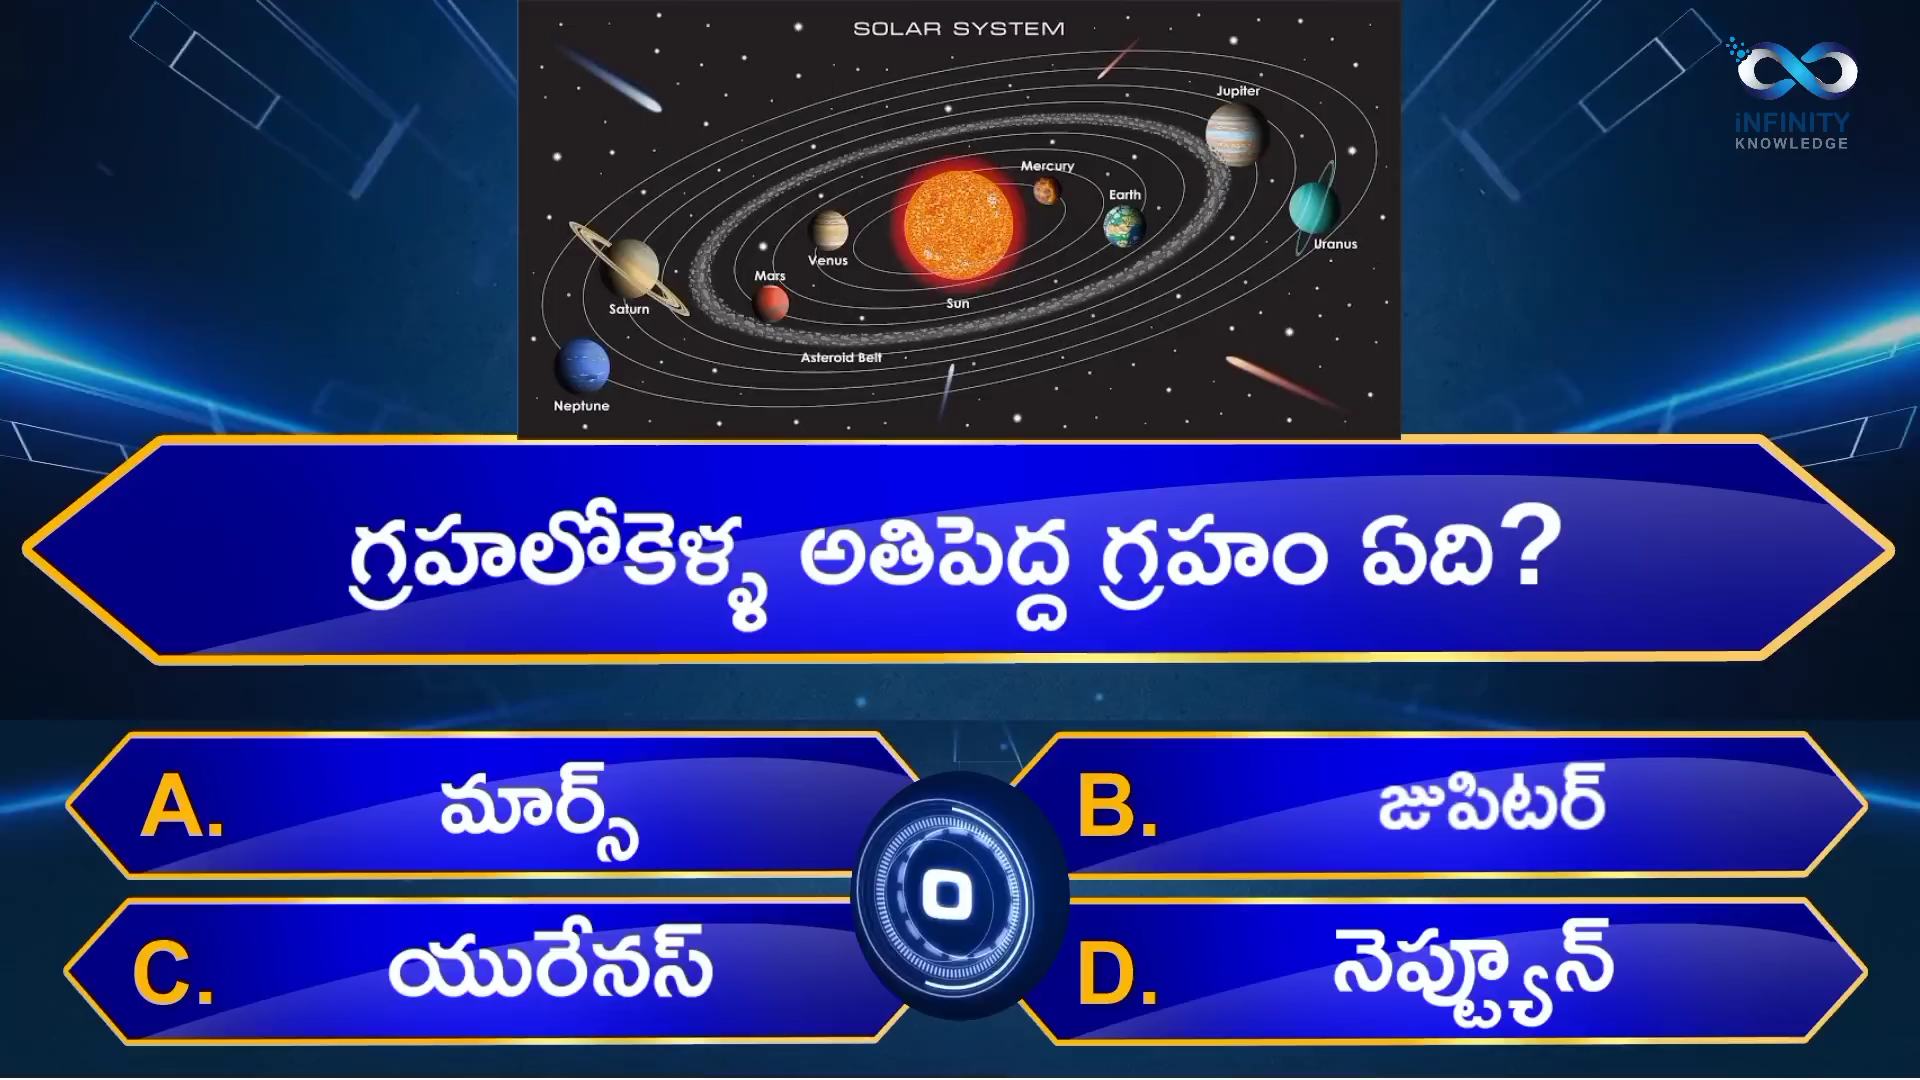 SOLAR SYSTEM
iNFINITY
KNOWLEDGE
Jupiter
Mercury
Earth
Uranus
Venus
Mars
Sun
Saturn
Asteroid Belt
Neptune
గ్రహలోకెళ్ళ అతిపెద్ద గ్రహం ఏది?
A. మార్స్
B. జుపిటర్
0
C. యురేనస్
D. నెప్ట్యూన్